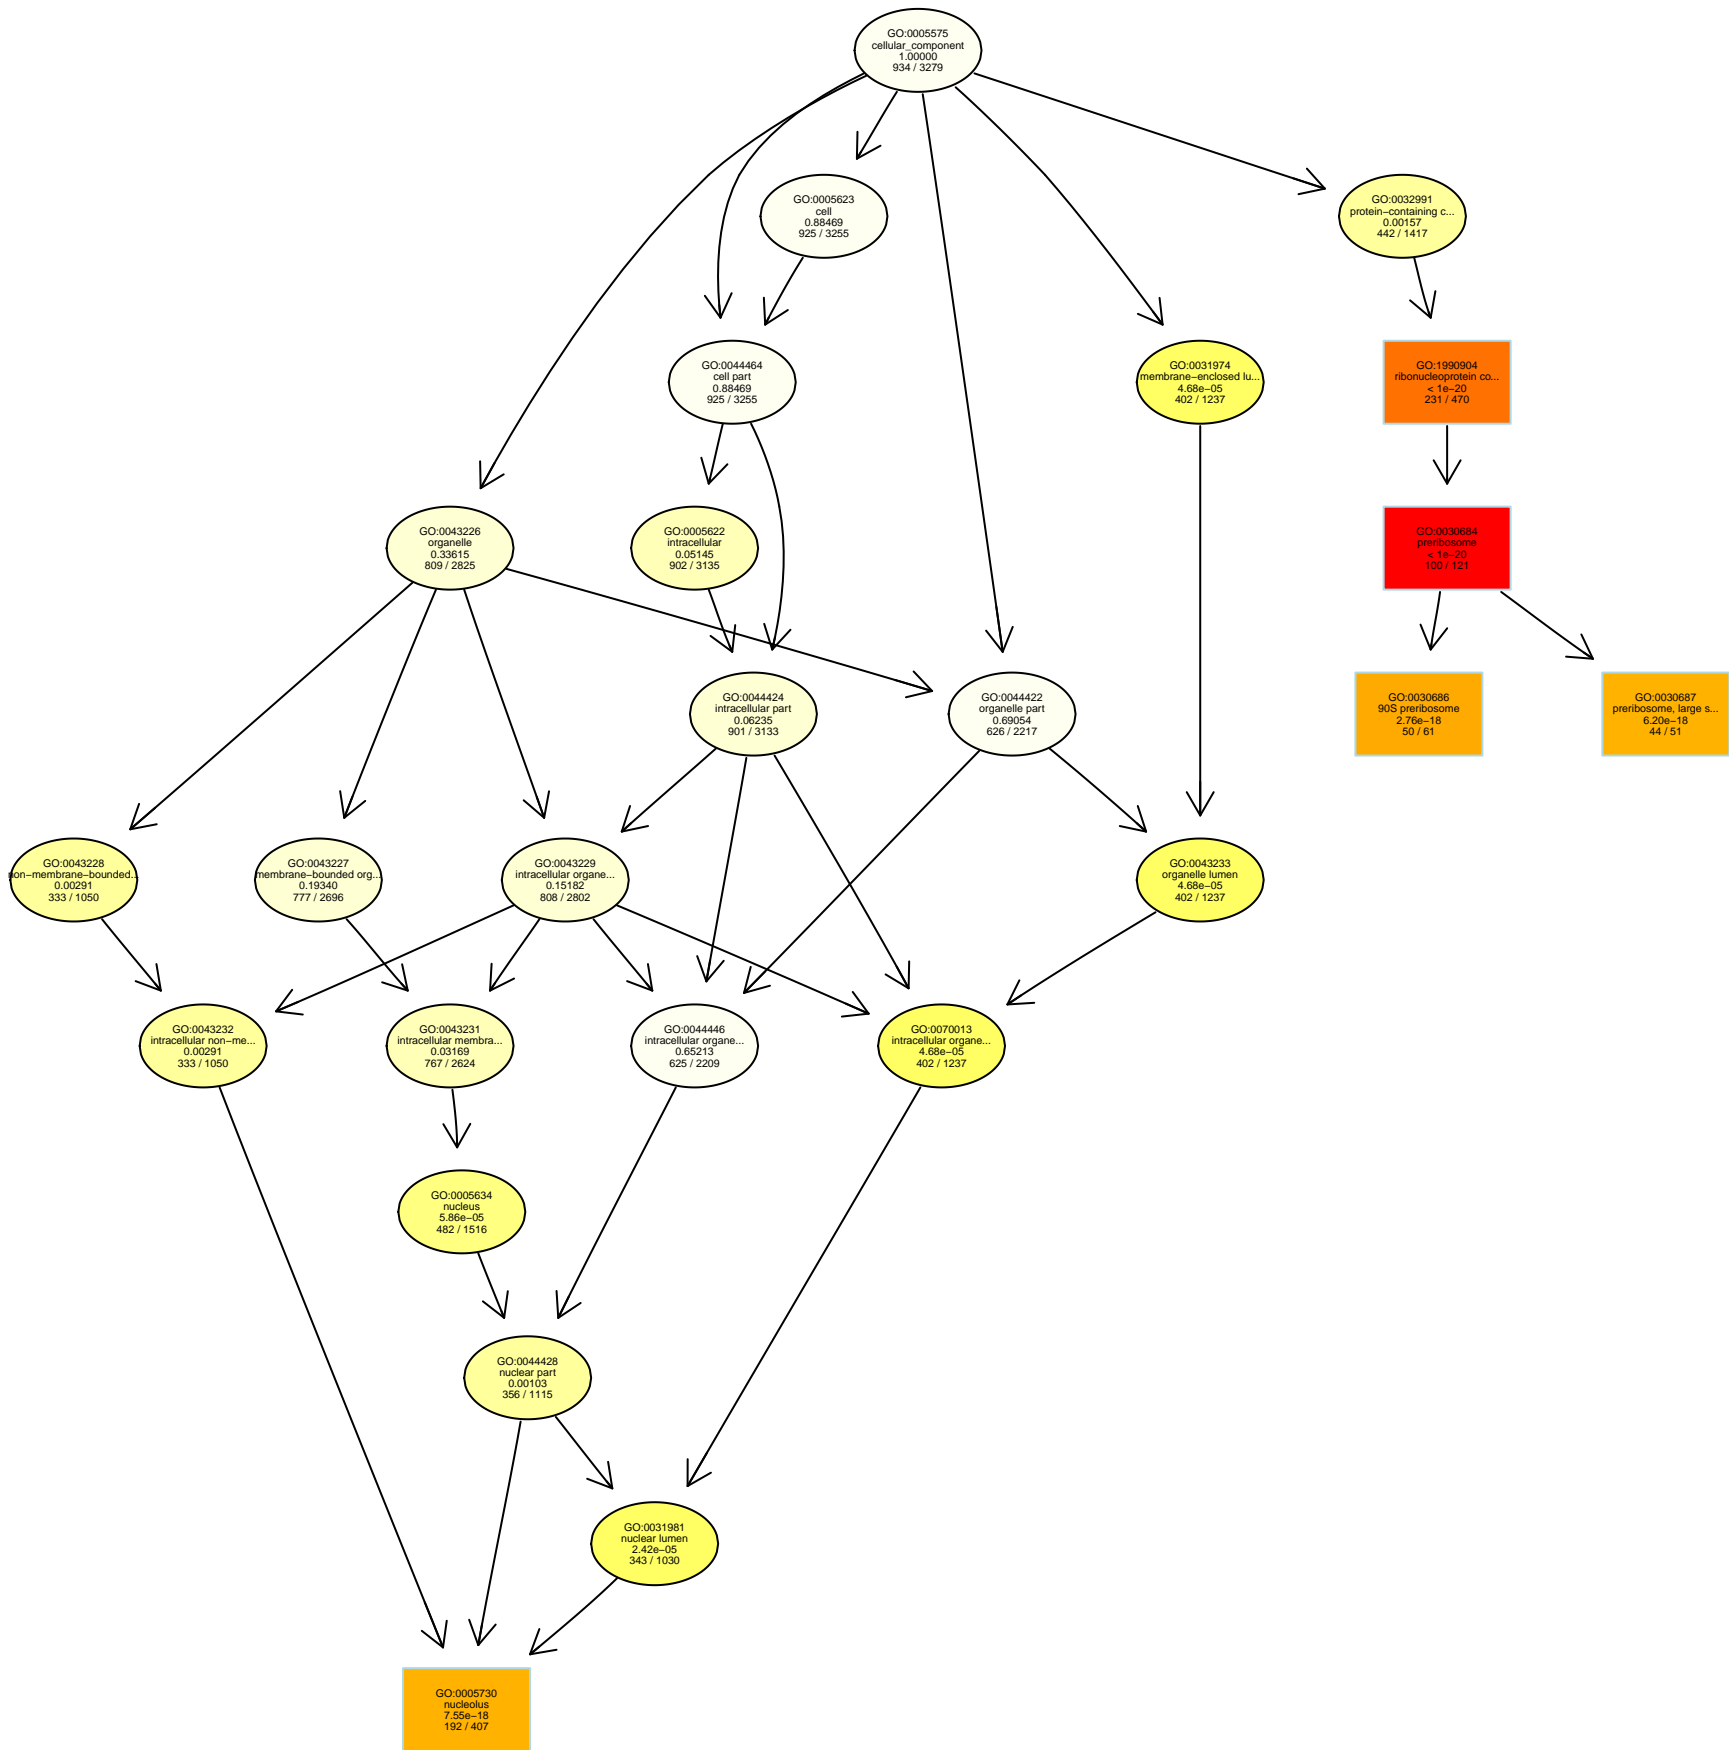 GO:0005575
cellular_component
1.00000
934 / 3279
GO:0005623
cell
0.88469
925 / 3255
GO:0032991
protein−containing c...
0.00157
442 / 1417
GO:0044464
cell part
0.88469
925 / 3255
GO:0031974
membrane−enclosed lu...
4.68e−05
402 / 1237
GO:1990904
ribonucleoprotein co...
< 1e−20
231 / 470
GO:0043226
organelle
0.33615
809 / 2825
GO:0005622
intracellular
0.05145
902 / 3135
GO:0030684
preribosome
< 1e−20
100 / 121
GO:0044424
intracellular part
0.06235
901 / 3133
GO:0044422
organelle part
0.69054
626 / 2217
GO:0030686
90S preribosome
2.76e−18
50 / 61
GO:0030687
preribosome, large s...
6.20e−18
44 / 51
GO:0043228
non−membrane−bounded...
0.00291
333 / 1050
GO:0043227
membrane−bounded org...
0.19340
777 / 2696
GO:0043229
intracellular organe...
0.15182
808 / 2802
GO:0043233
organelle lumen
4.68e−05
402 / 1237
GO:0043232
intracellular non−me...
0.00291
333 / 1050
GO:0043231
intracellular membra...
0.03169
767 / 2624
GO:0044446
intracellular organe...
0.65213
625 / 2209
GO:0070013
intracellular organe...
4.68e−05
402 / 1237
GO:0005634
nucleus
5.86e−05
482 / 1516
GO:0044428
nuclear part
0.00103
356 / 1115
GO:0031981
nuclear lumen
2.42e−05
343 / 1030
GO:0005730
nucleolus
7.55e−18
192 / 407